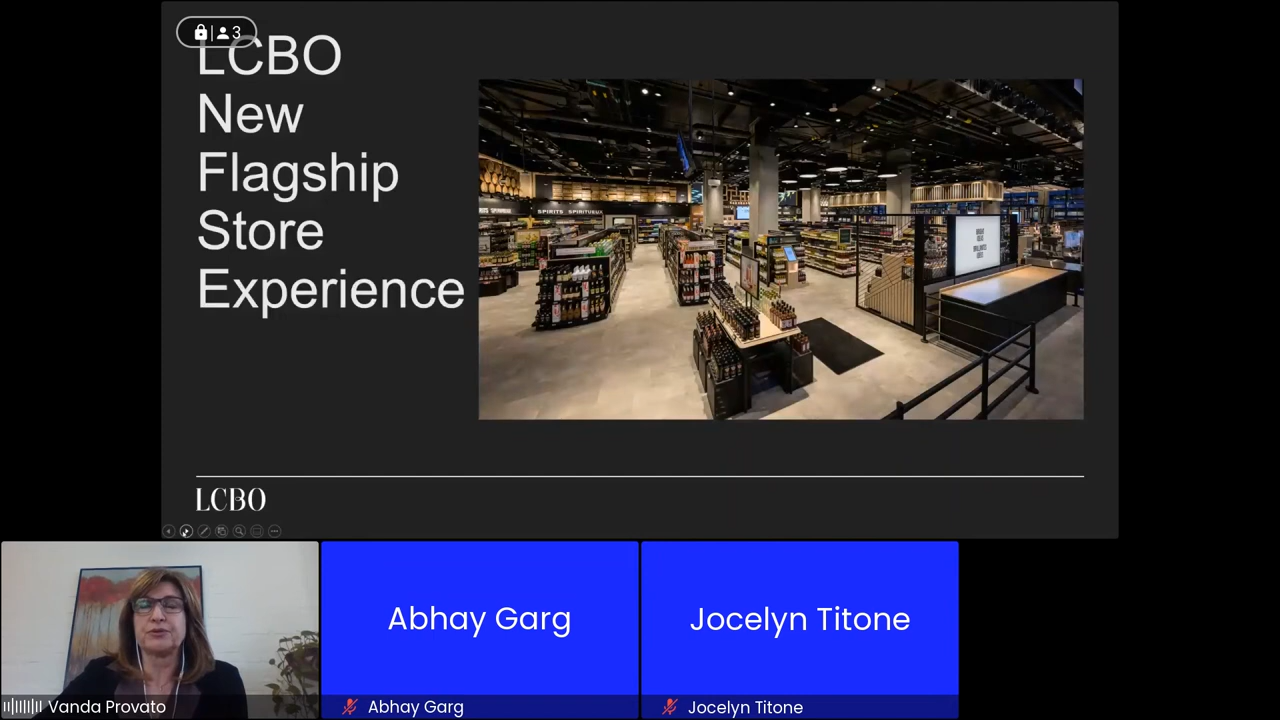 3
LCBO
New
Flagship
Store
Experience
SPIRITS SPIRITUEUX
LCBO
Abhay Garg
Jocelyn Titone
Vanda Provato
Abhay Garg
Jocelyn Titone